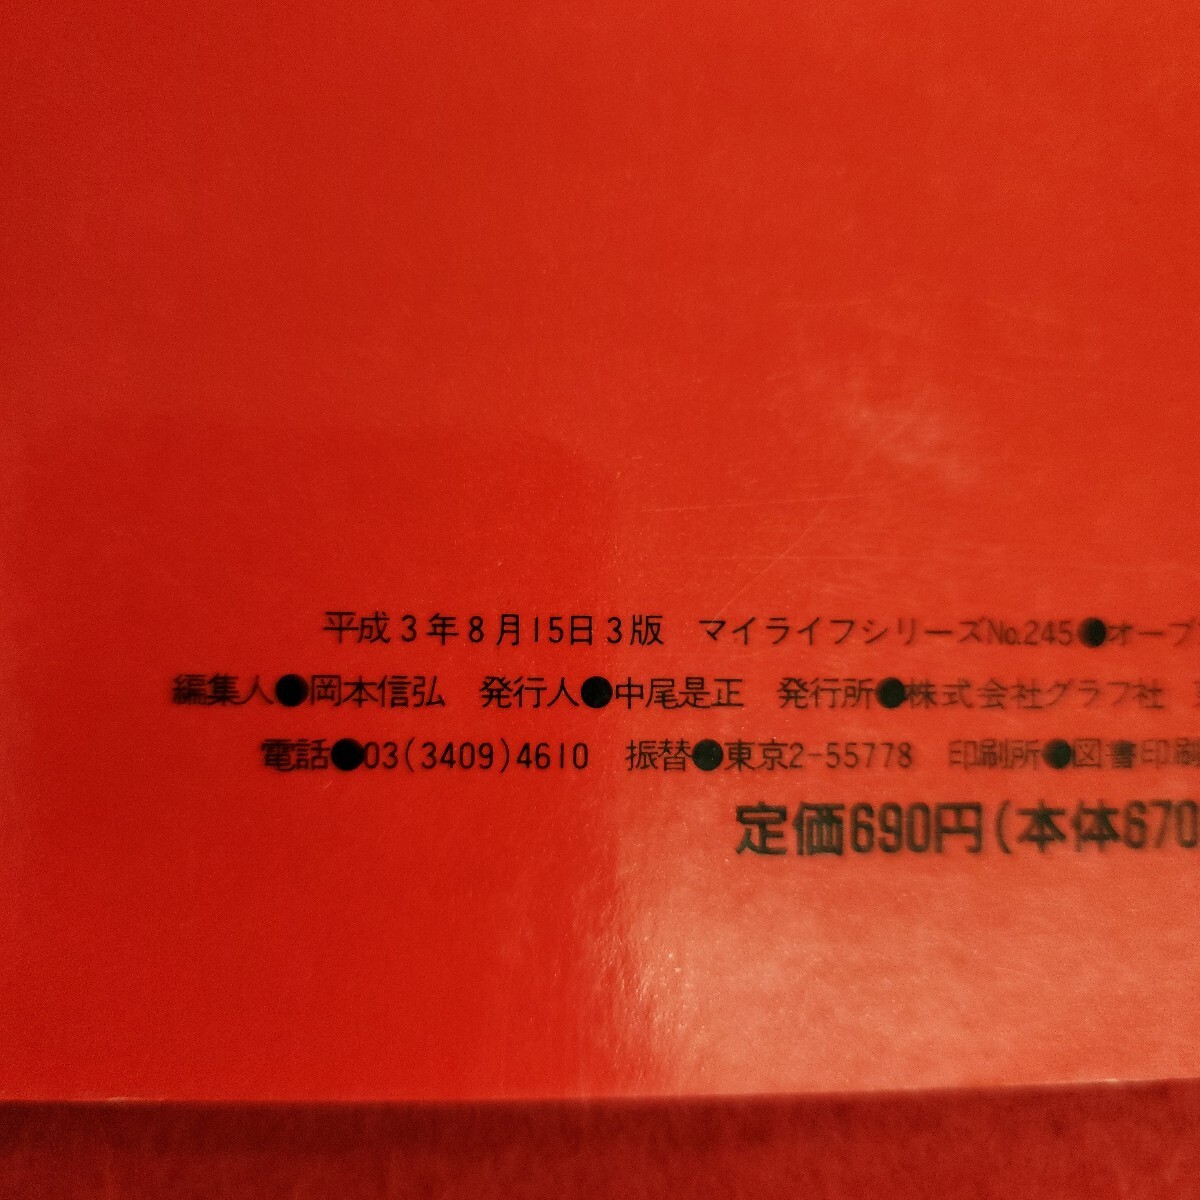 平成3年8月15日3版　マイライフシリーズNo.245●オーブ
編集人●岡本信弘　発行人●中尾是正　発行所●株式会社グラフ社
電話●03(3409)4610　振替●東京2-55778　印刷所●図書印刷
定価690円(本体670